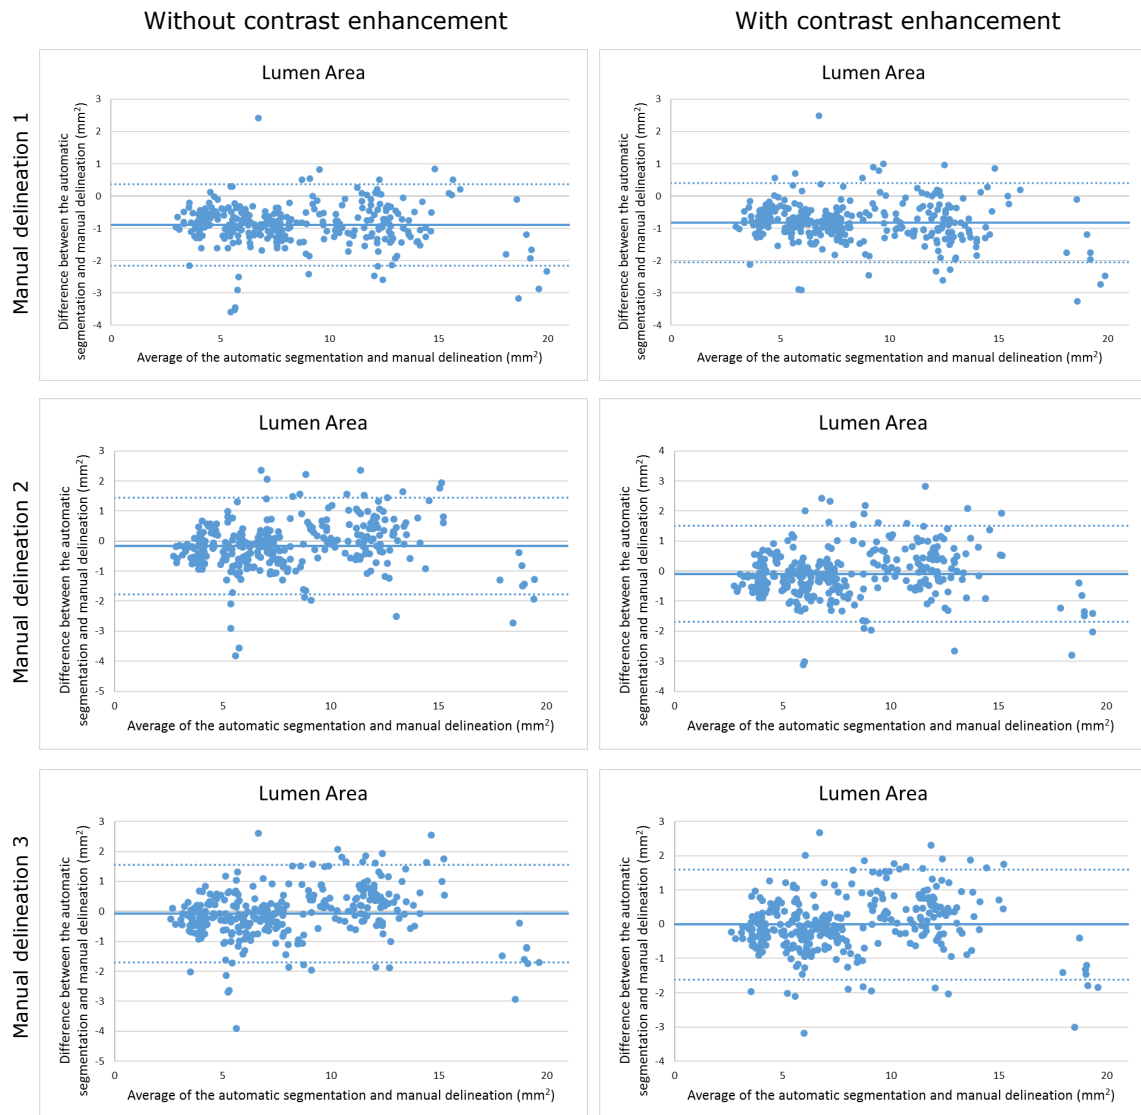 Without contrast enhancement
With contrast enhancement
Manual delineation 1
Lumen Area
Difference between the automatic
segmentation and manual delineation (mm²)
3
2
1
0
-1
-2
-3
-4
0
5
10
15
20
Average of the automatic segmentation and manual delineation (mm²)
Lumen Area
Difference between the automatic
segmentation and manual delineation (mm²)
3
2
1
0
-1
-2
-3
-4
0
5
10
15
20
Average of the automatic segmentation and manual delineation (mm²)
Manual delineation 2
Lumen Area
Difference between the automatic
segmentation and manual delineation (mm²)
3
2
1
0
-1
-2
-3
-4
-5
0
5
10
15
20
Average of the automatic segmentation and manual delineation (mm²)
Lumen Area
Difference between the automatic
segmentation and manual delineation (mm²)
4
3
2
1
0
-1
-2
-3
-4
0
5
10
15
20
Average of the automatic segmentation and manual delineation (mm²)
Manual delineation 3
Lumen Area
Difference between the automatic
segmentation and manual delineation (mm²)
3
2
1
0
-1
-2
-3
-4
-5
0
5
10
15
20
Average of the automatic segmentation and manual delineation (mm²)
Lumen Area
Difference between the automatic
segmentation and manual delineation (mm²)
3
2
1
0
-1
-2
-3
-4
0
5
10
15
20
Average of the automatic segmentation and manual delineation (mm²)